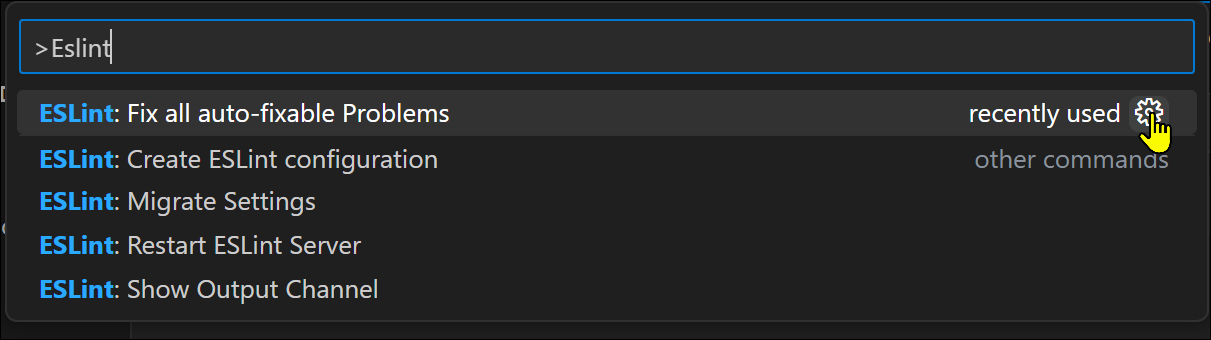 >Eslint
ESLint: Fix all auto-fixable Problems recently used
ESLint: Create ESLint configuration other commands
ESLint: Migrate Settings
ESLint: Restart ESLint Server
ESLint: Show Output Channel